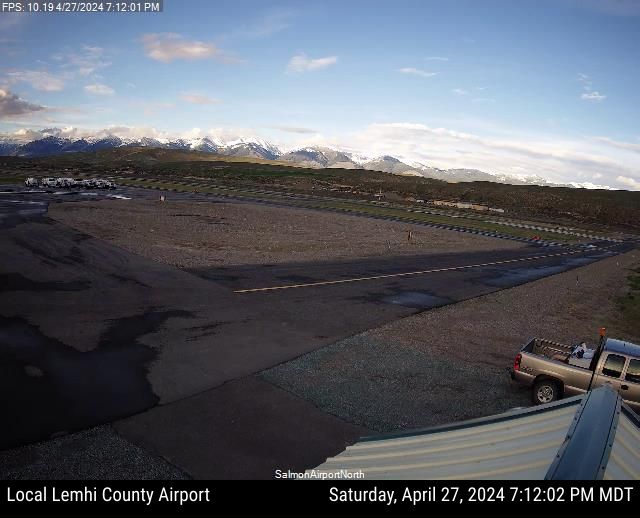 FPS: 10.19 4/27/2024 7:12:01 PM
SalmonAirportNorth
Local Lemhi County Airport Saturday, April 27, 2024 7:12:02 PM MDT